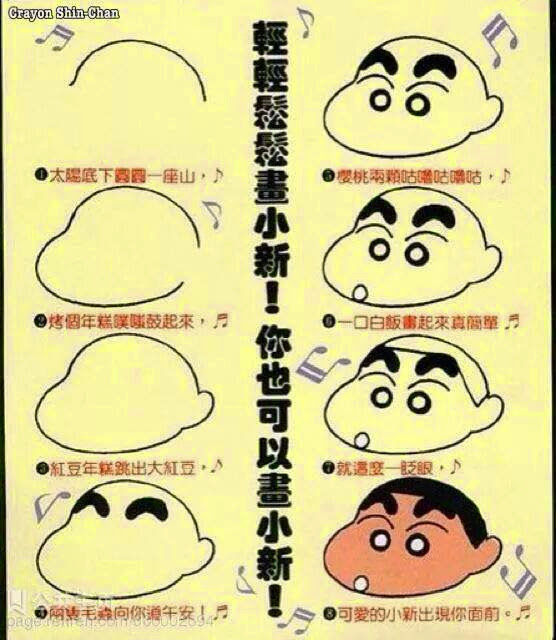 Crayon Shin-Chan
輕輕鬆鬆畫小新！你也可以畫小新！
❶太陽底下圓圓一座山，♪
❷烤個年糕噗嗤鼓起來，♬
❸紅豆年糕跳出大紅豆，♪
❹兩隻毛蟲向你道午安！♬
❺櫻桃兩顆咕嚕咕嚕咕，♪
❻一口白飯畫起來真簡單♬
❼就這麼一眨眼，♪
❽可愛的小新出現你面前。♬